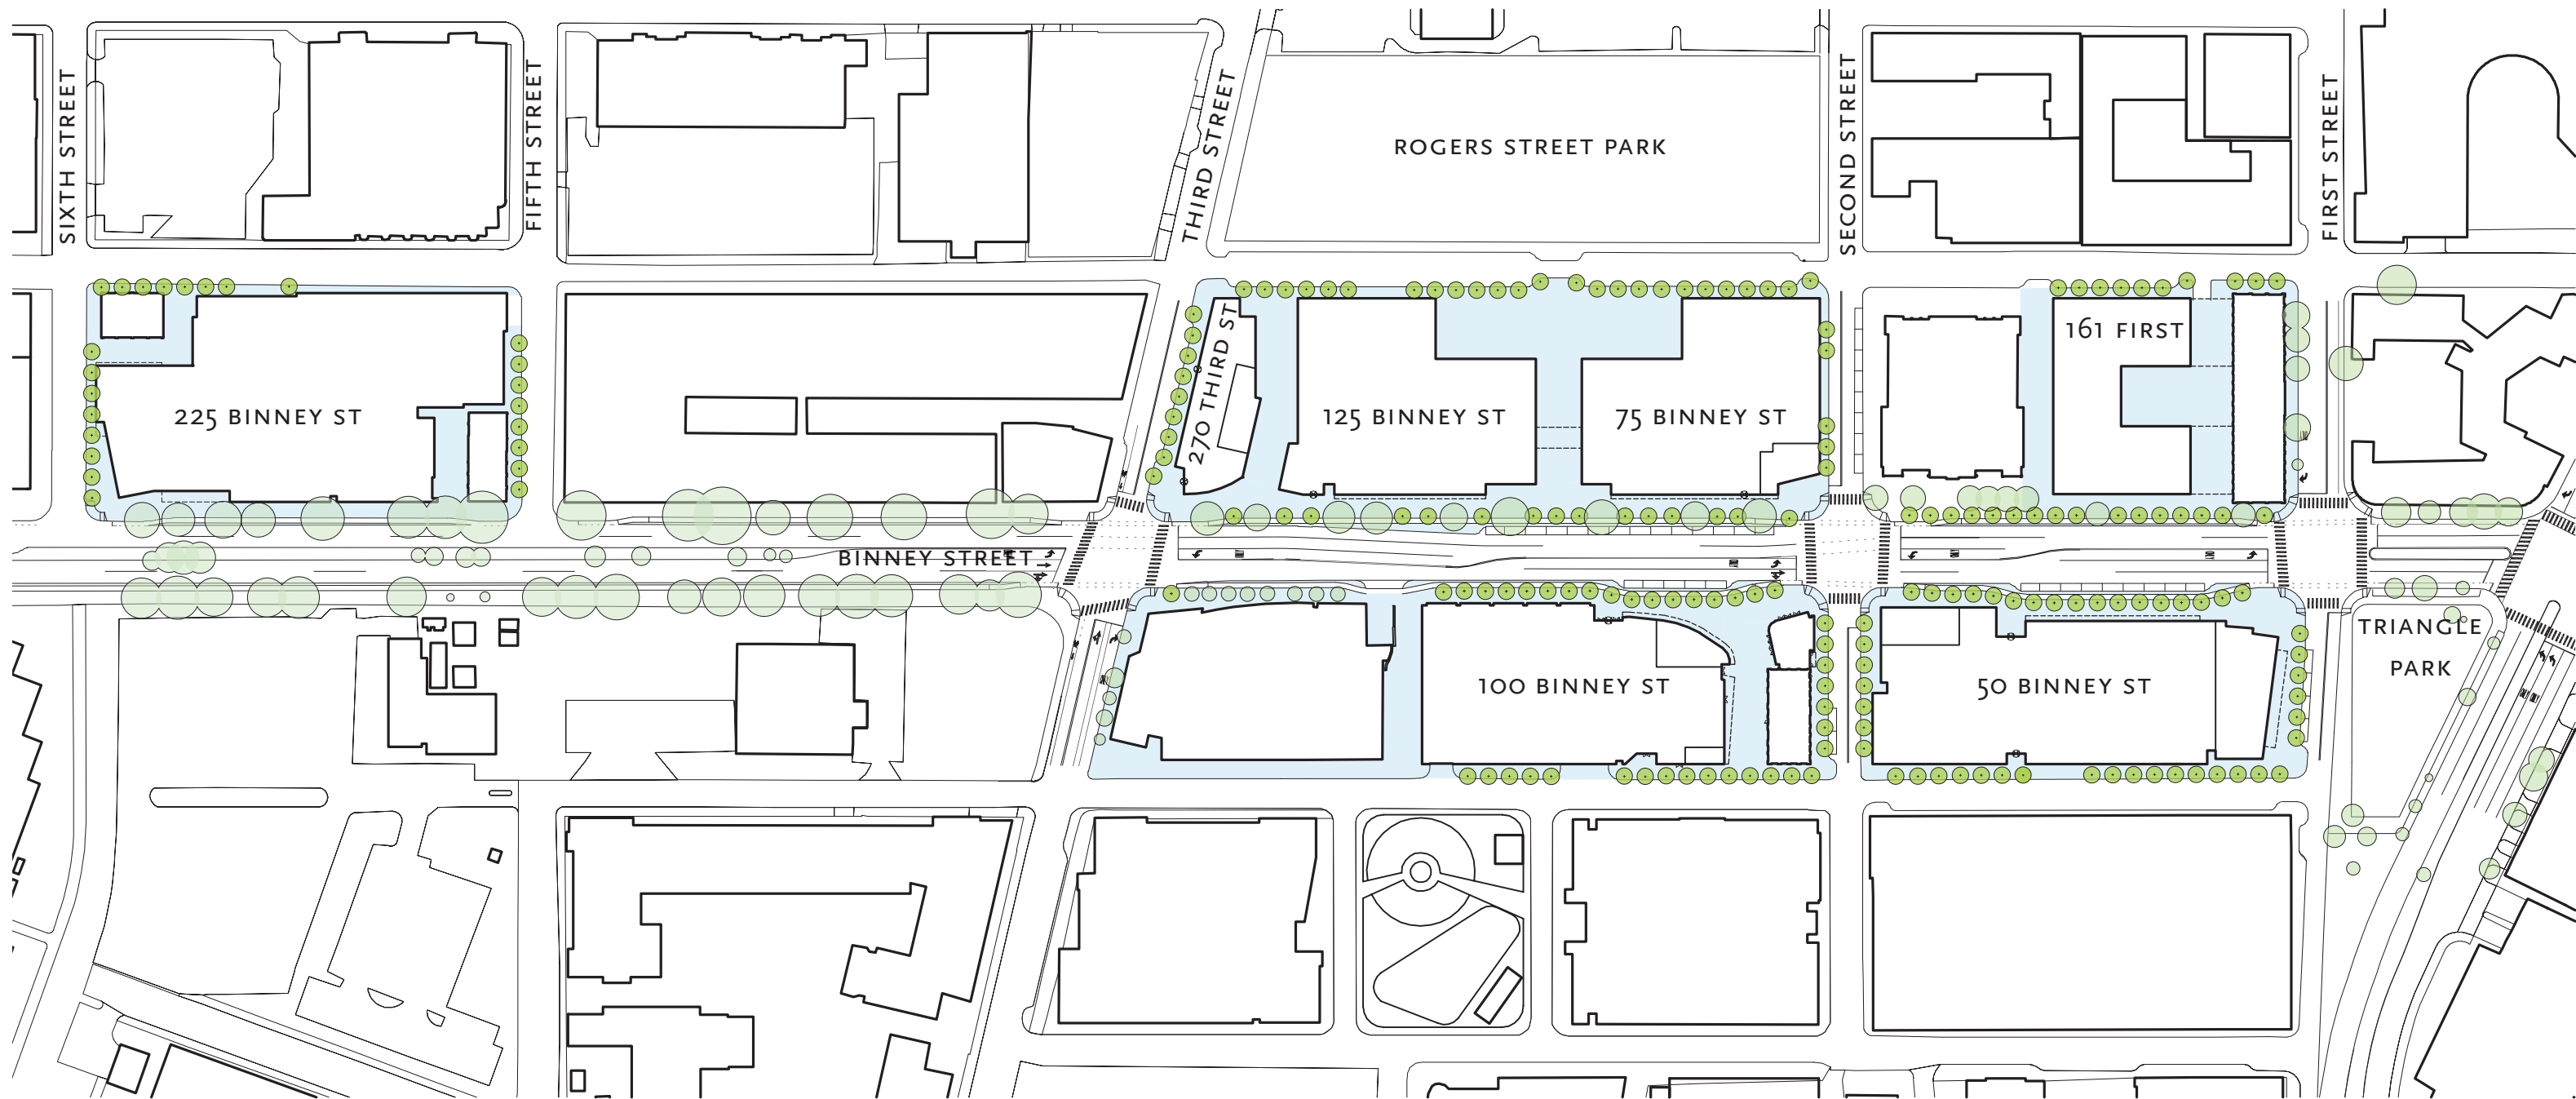 SIXTH STREET
FIFTH STREET
THIRD STREET
ROGERS STREET PARK
SECOND STREET
FIRST STREET
225 BINNEY ST
270 THIRD ST
125 BINNEY ST
75 BINNEY ST
161 FIRST
BINNEY STREET
100 BINNEY ST
50 BINNEY ST
TRIANGLE
PARK